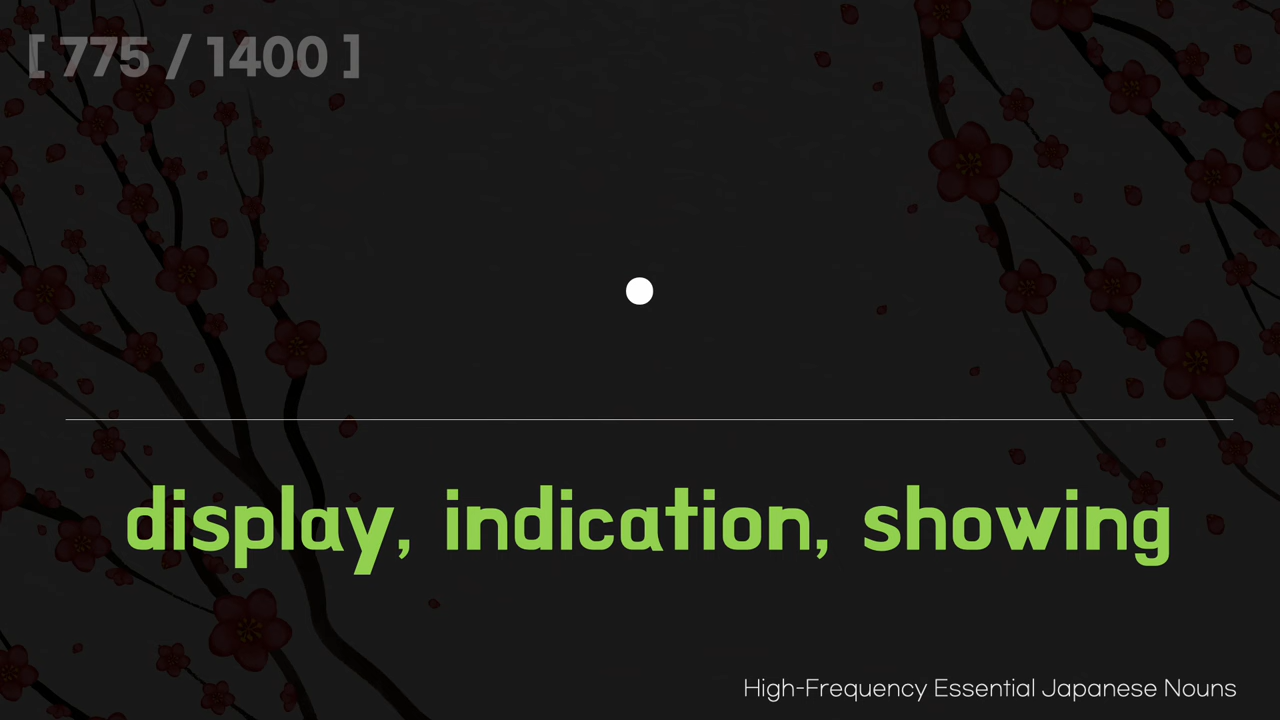 [ 775 / 1400 ]
display, indication, showing
High-Frequency Essential Japanese Nouns